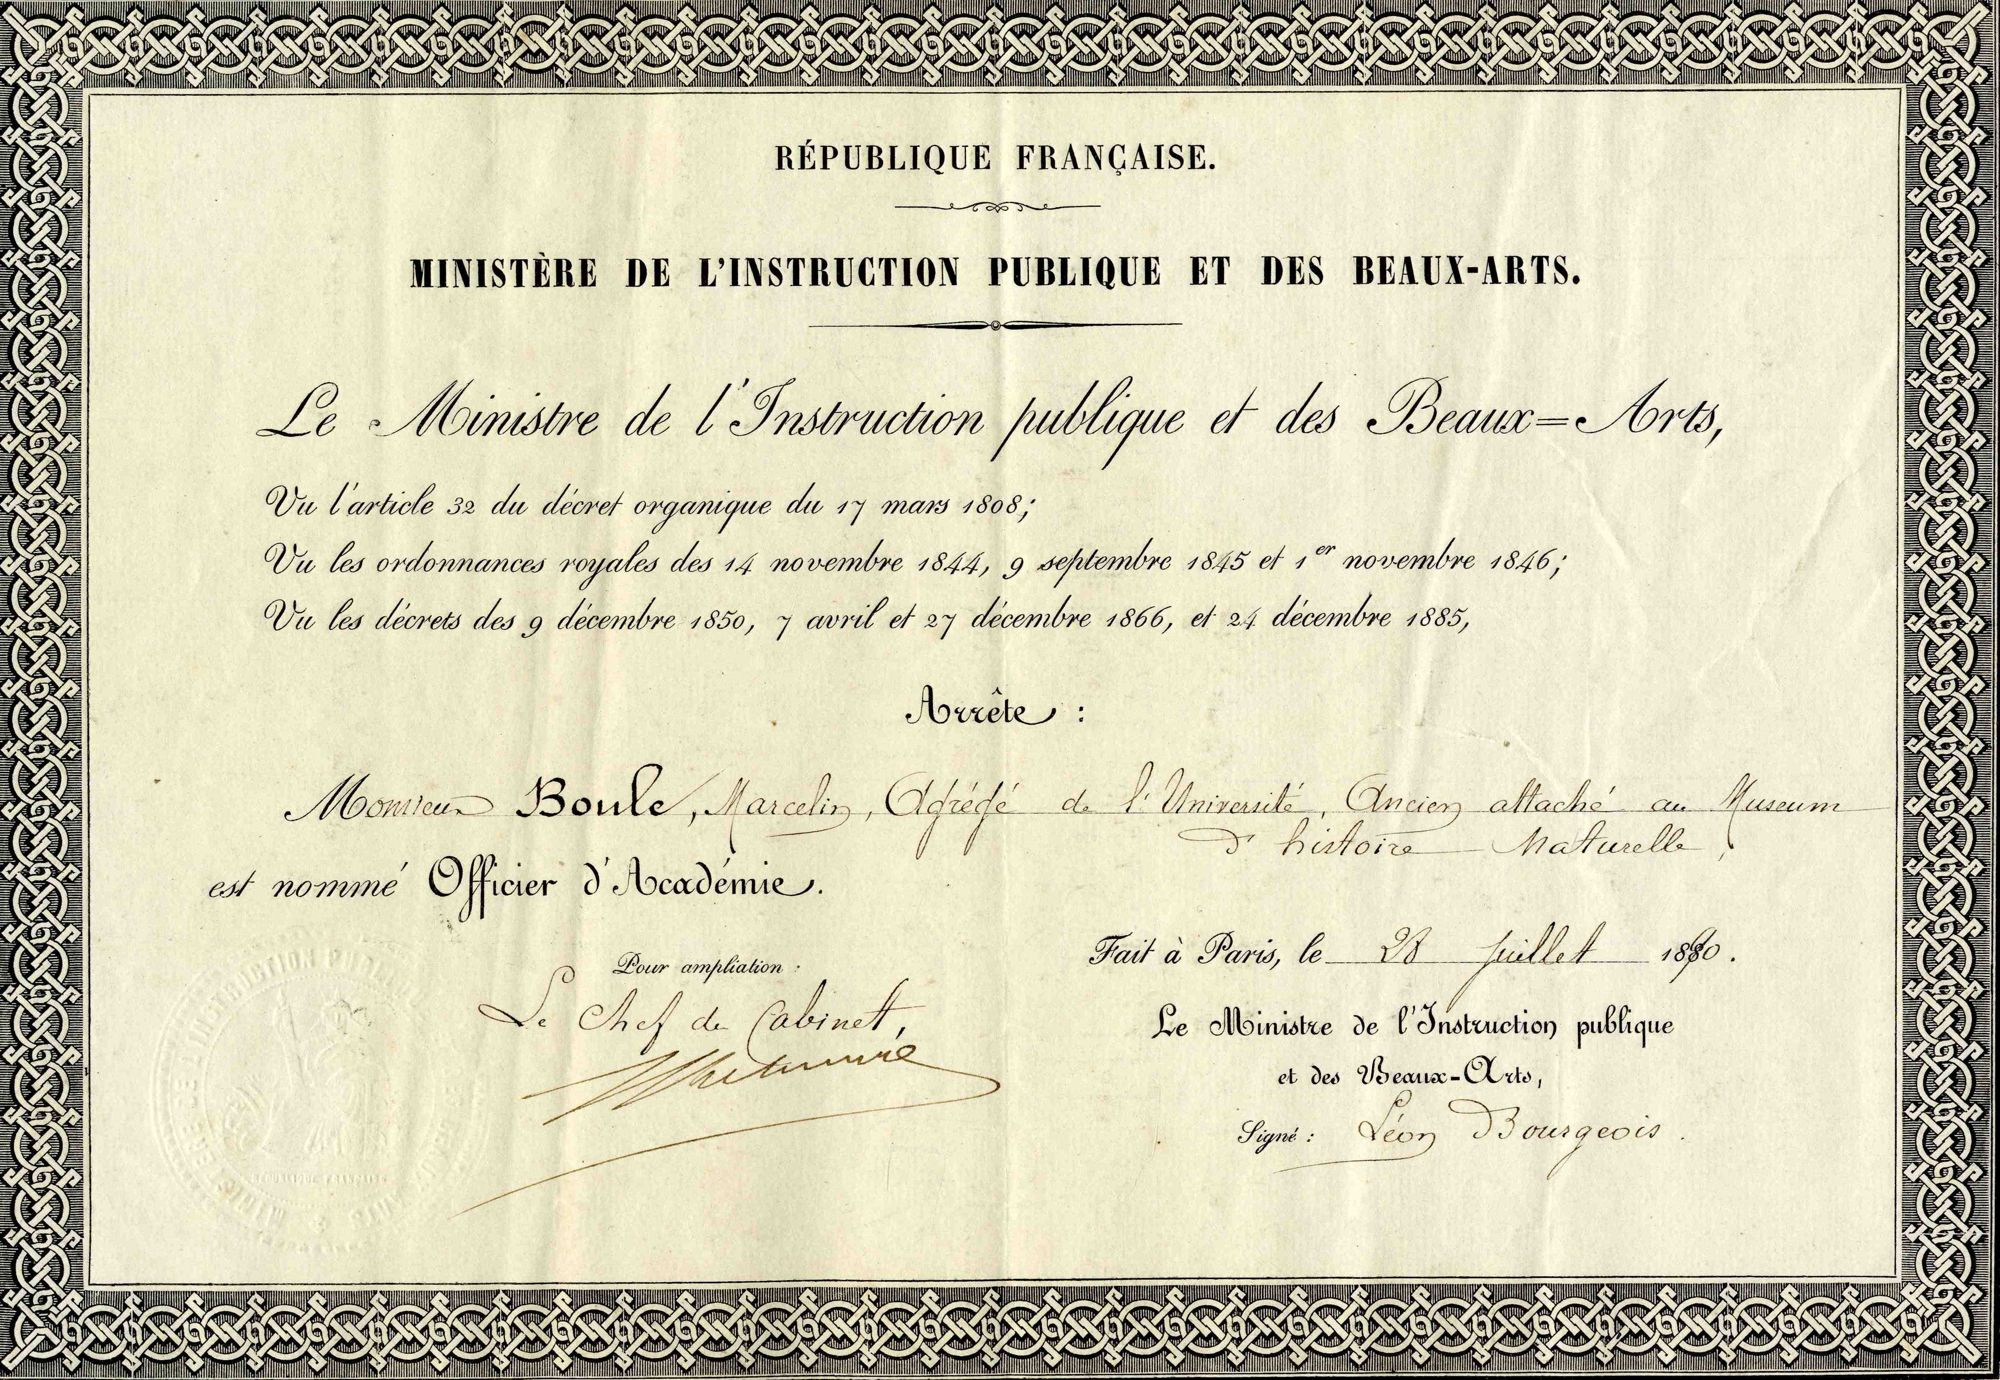 RÉPUBLIQUE FRANÇAISE.
MINISTÈRE DE L'INSTRUCTION PUBLIQUE ET DES BEAUX-ARTS.
Le Ministre de l'Instruction publique et des Beaux=Arts,
Vu l'article 32 du décret organique du 17 mars 1808;
Vu les ordonnances royales des 14 novembre 1844, 9 septembre 1845 et 1er novembre 1846;
Vu les décrets des 9 décembre 1850, 7 avril et 27 décembre 1866, et 24 décembre 1885,
Arrête :
Monsieur Boule, Marcelin, Agrégé de l'Université, Ancien attaché au Museum
d'histoire Naturelle,
est nommé Officier d'Académie.
Fait à Paris, le 28 Juillet 1890.
Pour ampliation :
Le Chef du Cabinet,
Le Ministre de l'Instruction publique
et des Beaux-Arts,
Signé : Léon Bourgeois.
RÉPUBLIQUE FRANÇAISE